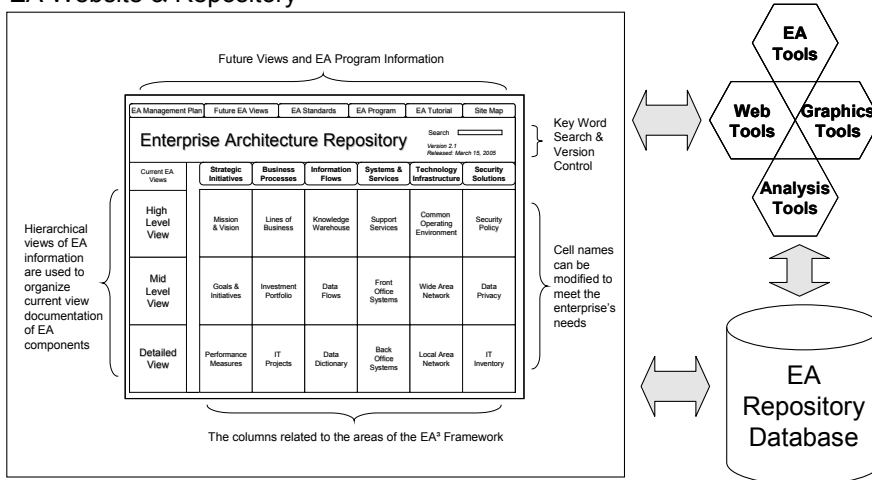 EA Website & Repository
Future Views and EA Program Information
EA Management Plan
Future EA Views
EA Standards
EA Program
EA Tutorial
Site Map
Enterprise Architecture Repository
Search
Version 2.1
Released: March 15, 2005
Key Word
Search &
Version
Control
Current EA
Views
Strategic
Initiatives
Business
Processes
Information
Flows
Systems &
Services
Technology
Infrastructure
Security
Solutions
High
Level
View
Mission
& Vision
Lines of
Business
Knowledge
Warehouse
Support
Services
Common
Operating
Environment
Security
Policy
Mid
Level
View
Goals &
Initiatives
Investment
Portfolio
Data
Flows
Front
Office
Systems
Wide Area
Network
Data
Privacy
Detailed
View
Performance
Measures
IT
Projects
Data
Dictionary
Back
Office
Systems
Local Area
Network
IT
Inventory
Hierarchical
views of EA
information
are used to
organize
current view
documentation
of EA
components
Cell names
can be
modified to
meet the
enterprise's
needs
The columns related to the areas of the EA³ Framework
EA
Tools
Web
Tools
Graphics
Tools
Analysis
Tools
EA
Repository
Database